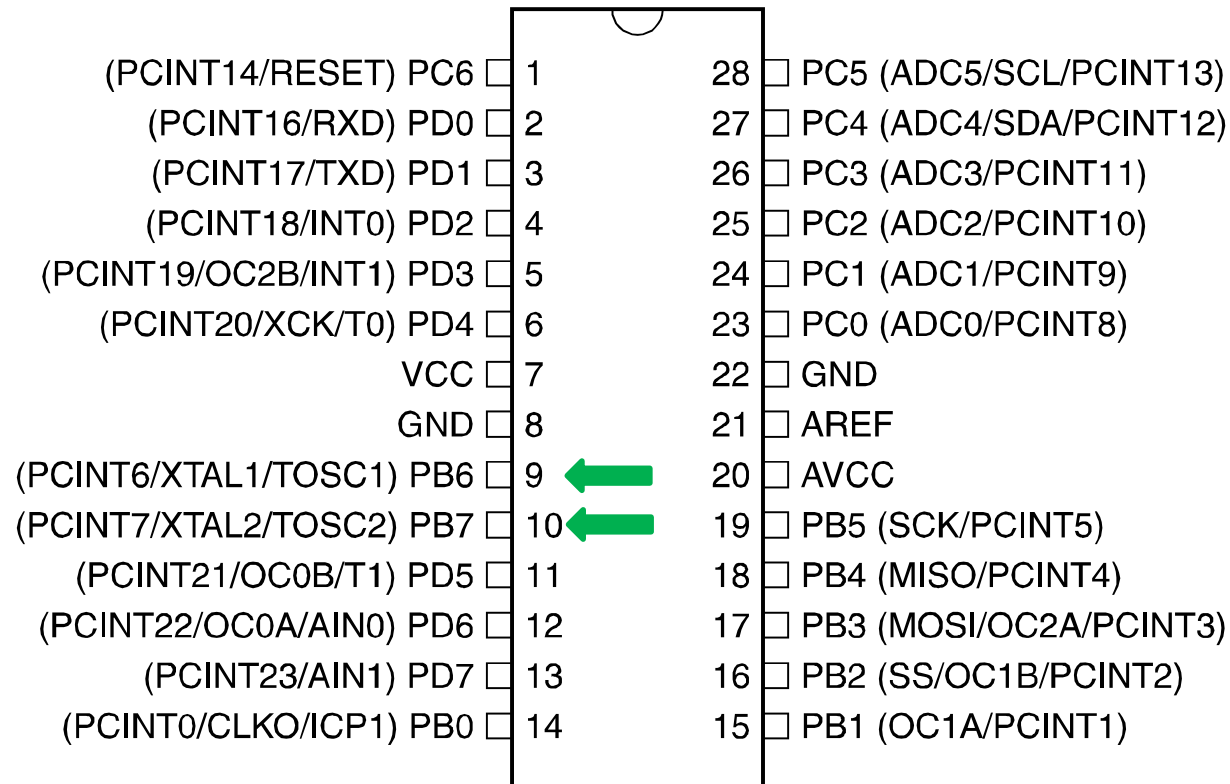 (PCINT14/RESET) PC6 1 28 PC5 (ADC5/SCL/PCINT13)
(PCINT16/RXD) PD0 2 27 PC4 (ADC4/SDA/PCINT12)
(PCINT17/TXD) PD1 3 26 PC3 (ADC3/PCINT11)
(PCINT18/INT0) PD2 4 25 PC2 (ADC2/PCINT10)
(PCINT19/OC2B/INT1) PD3 5 24 PC1 (ADC1/PCINT9)
(PCINT20/XCK/T0) PD4 6 23 PC0 (ADC0/PCINT8)
VCC 7 22 GND
GND 8 21 AREF
(PCINT6/XTAL1/TOSC1) PB6 9 20 AVCC
(PCINT7/XTAL2/TOSC2) PB7 10 19 PB5 (SCK/PCINT5)
(PCINT21/OC0B/T1) PD5 11 18 PB4 (MISO/PCINT4)
(PCINT22/OC0A/AIN0) PD6 12 17 PB3 (MOSI/OC2A/PCINT3)
(PCINT23/AIN1) PD7 13 16 PB2 (SS/OC1B/PCINT2)
(PCINT0/CLKO/ICP1) PB0 14 15 PB1 (OC1A/PCINT1)